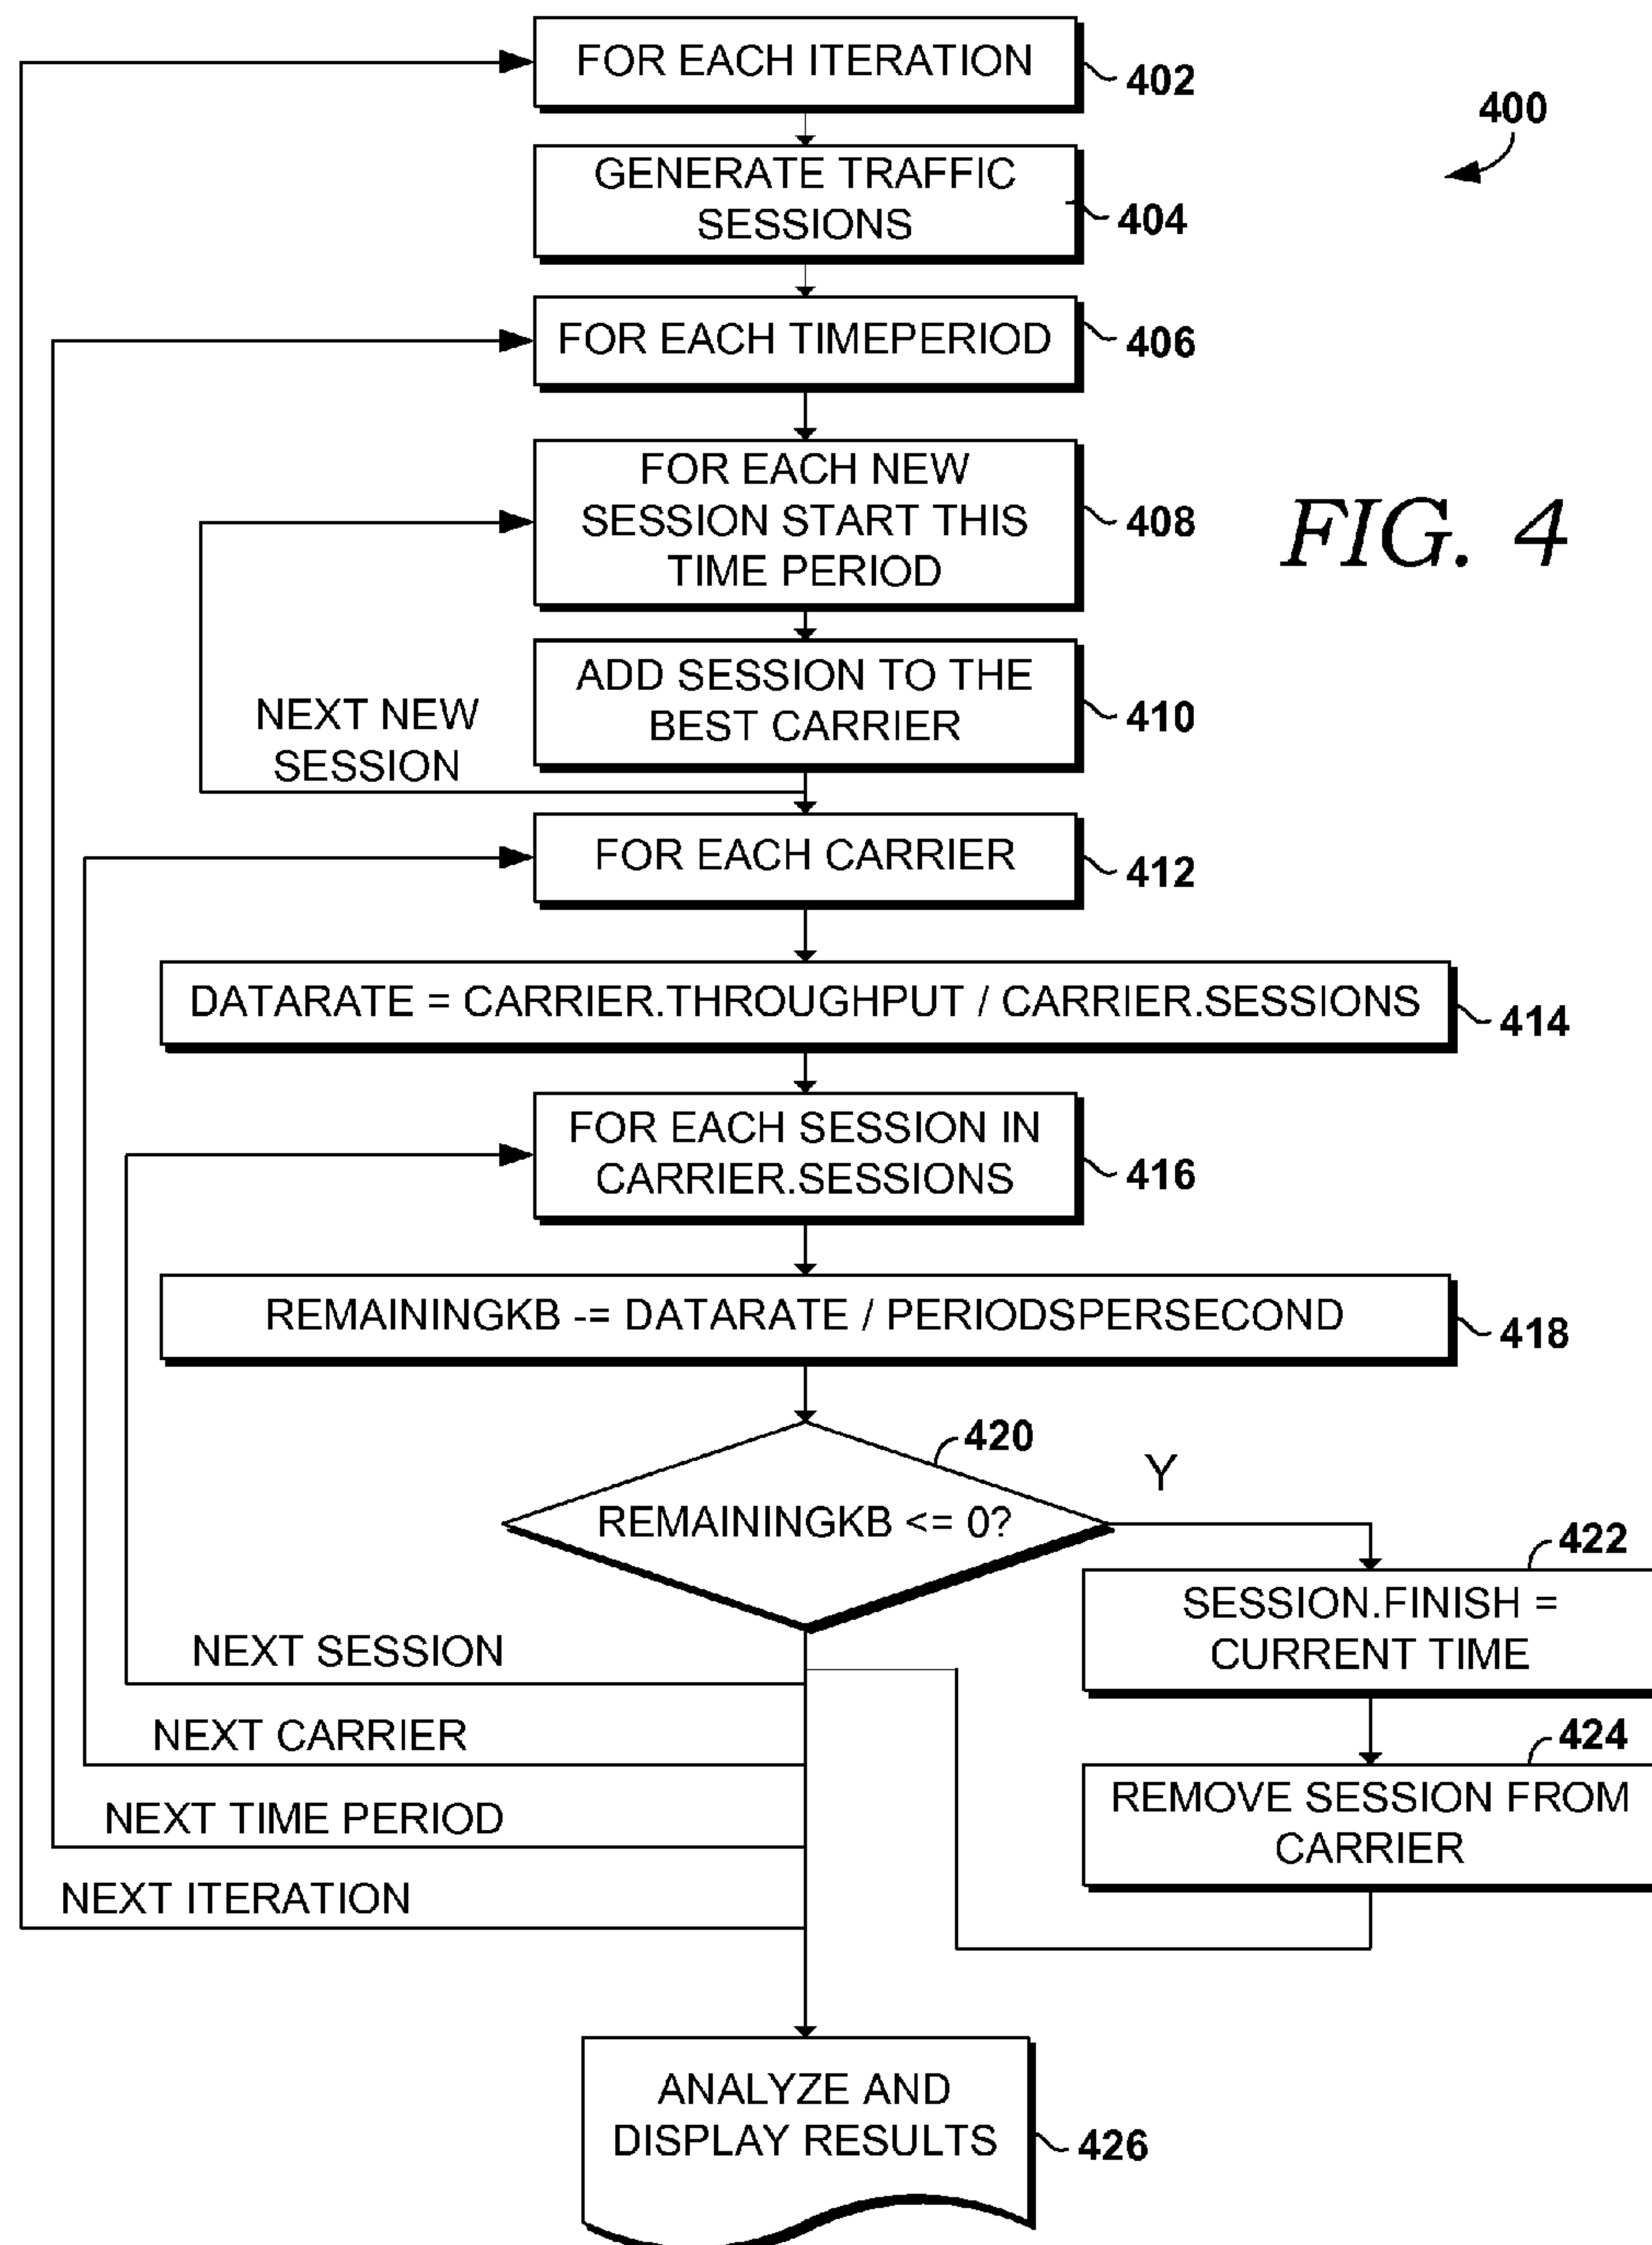 FOR EACH ITERATION
402
400
GENERATE TRAFFIC
SESSIONS
404
FOR EACH TIMEPERIOD
406
FOR EACH NEW
SESSION START THIS
TIME PERIOD
408
FIG. 4
ADD SESSION TO THE
BEST CARRIER
410
NEXT NEW
SESSION
FOR EACH CARRIER
412
DATARATE = CARRIER.THROUGHPUT / CARRIER.SESSIONS
414
FOR EACH SESSION IN
CARRIER.SESSIONS
416
REMAININGKB -= DATARATE / PERIODSPERSECOND
418
420
Y
REMAININGKB <= 0?
422
SESSION.FINISH =
CURRENT TIME
NEXT SESSION
NEXT CARRIER
424
REMOVE SESSION FROM
CARRIER
NEXT TIME PERIOD
NEXT ITERATION
ANALYZE AND
DISPLAY RESULTS
426